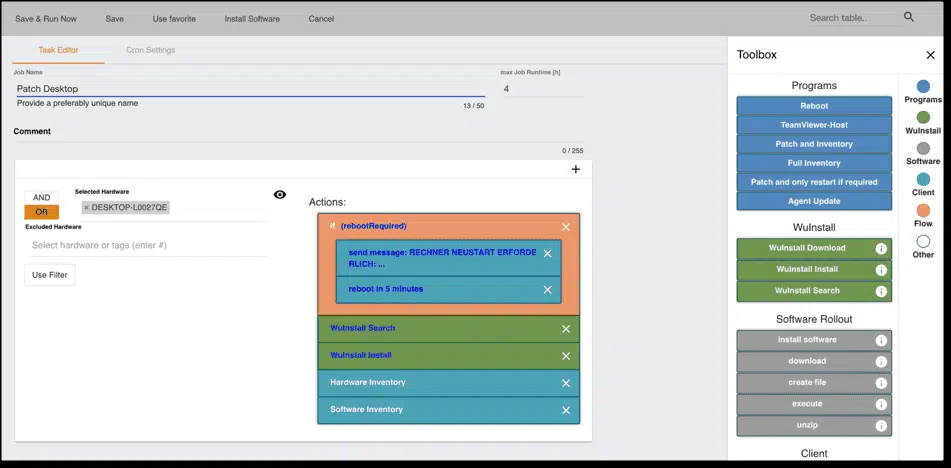 Save & Run Now Save Use favorite Install Software Cancel Search table..
Task Editor Cron Settings
Job Name
Patch Desktop
Provide a preferably unique name 13 / 50
max Job Runtime [h]
4
Comment
0 / 255
+
AND
OR
Selected Hardware
× DESKTOP-L0027QE
Excluded Hardware
Select hardware or tags (enter #)
Use Filter
Actions:
if (rebootRequired)
send message: RECHNER NEUSTART ERFORDE
RLICH: ...
reboot in 5 minutes
WuInstall Search
WuInstall Install
Hardware Inventory
Software Inventory
Toolbox
Programs
Reboot
TeamViewer-Host
Patch and Inventory
Full Inventory
Patch and only restart if required
Agent Update
WuInstall
WuInstall Download
WuInstall Install
WuInstall Search
Software Rollout
install software
download
create file
execute
unzip
Client
Programs
WuInstall
Software
Client
Flow
Other